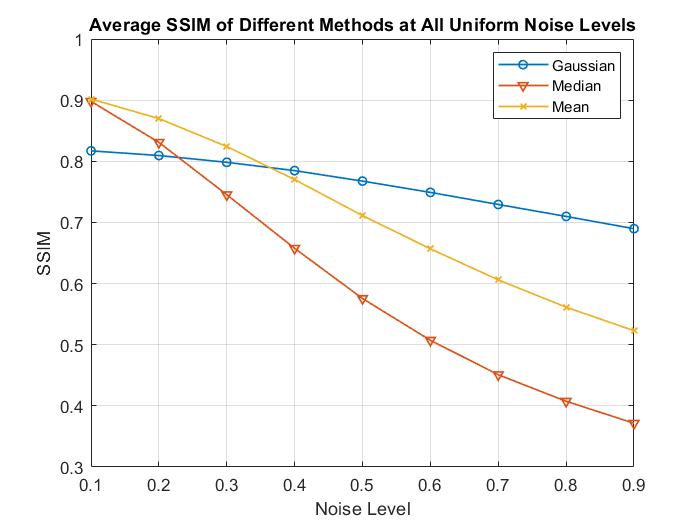 Average SSIM of Different Methods at All Uniform Noise Levels
Gaussian
Median
Mean
SSIM
1
0.9
0.8
0.7
0.6
0.5
0.4
0.3
0.1 0.2 0.3 0.4 0.5 0.6 0.7 0.8 0.9
Noise Level